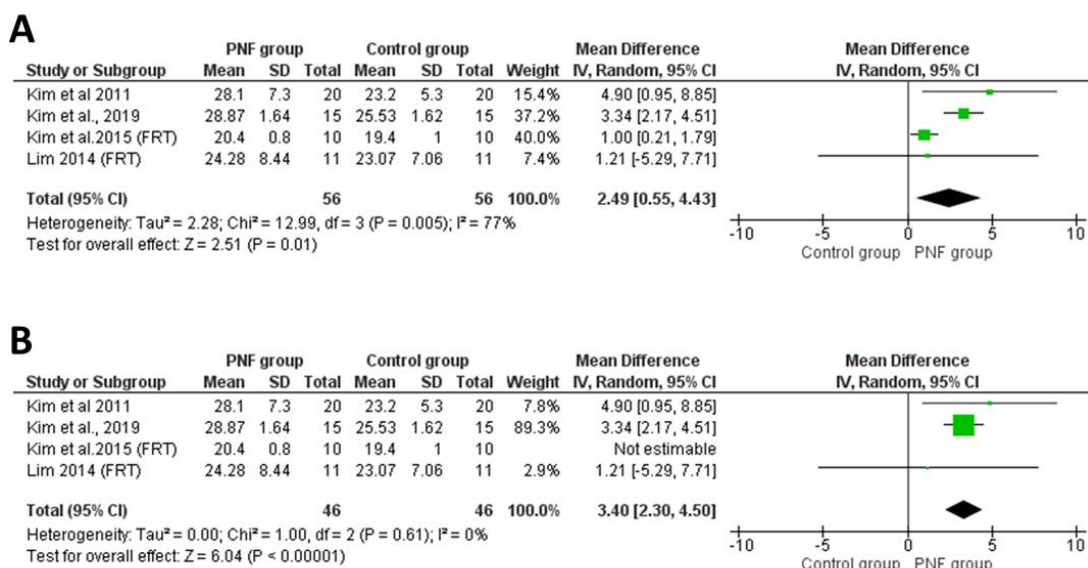 A
PNF group Control group Mean Difference Mean Difference
Study or Subgroup Mean SD Total Mean SD Total Weight IV, Random, 95% CI IV, Random, 95% CI
Kim et al 2011 28.1 7.3 20 23.2 5.3 20 15.4% 4.90 [0.95, 8.85]
Kim et al., 2019 28.87 1.64 15 25.53 1.62 15 37.2% 3.34 [2.17, 4.51]
Kim et al.2015 (FRT) 20.4 0.8 10 19.4 1 10 40.0% 1.00 [0.21, 1.79]
Lim 2014 (FRT) 24.28 8.44 11 23.07 7.06 11 7.4% 1.21 [-5.29, 7.71]
Total (95% CI) 56 56 100.0% 2.49 [0.55, 4.43]
Heterogeneity: Tau² = 2.28; Chi² = 12.99, df = 3 (P = 0.005); I² = 77%
Test for overall effect: Z = 2.51 (P = 0.01)
-10 -5 0 5 10
Control group PNF group
B
PNF group Control group Mean Difference Mean Difference
Study or Subgroup Mean SD Total Mean SD Total Weight IV, Random, 95% CI IV, Random, 95% CI
Kim et al 2011 28.1 7.3 20 23.2 5.3 20 7.8% 4.90 [0.95, 8.85]
Kim et al., 2019 28.87 1.64 15 25.53 1.62 15 89.3% 3.34 [2.17, 4.51]
Kim et al.2015 (FRT) 20.4 0.8 10 19.4 1 10 Not estimable
Lim 2014 (FRT) 24.28 8.44 11 23.07 7.06 11 2.9% 1.21 [-5.29, 7.71]
Total (95% CI) 46 46 100.0% 3.40 [2.30, 4.50]
Heterogeneity: Tau² = 0.00; Chi² = 1.00, df = 2 (P = 0.61); I² = 0%
Test for overall effect: Z = 6.04 (P < 0.00001)
-10 -5 0 5 10
Control group PNF group